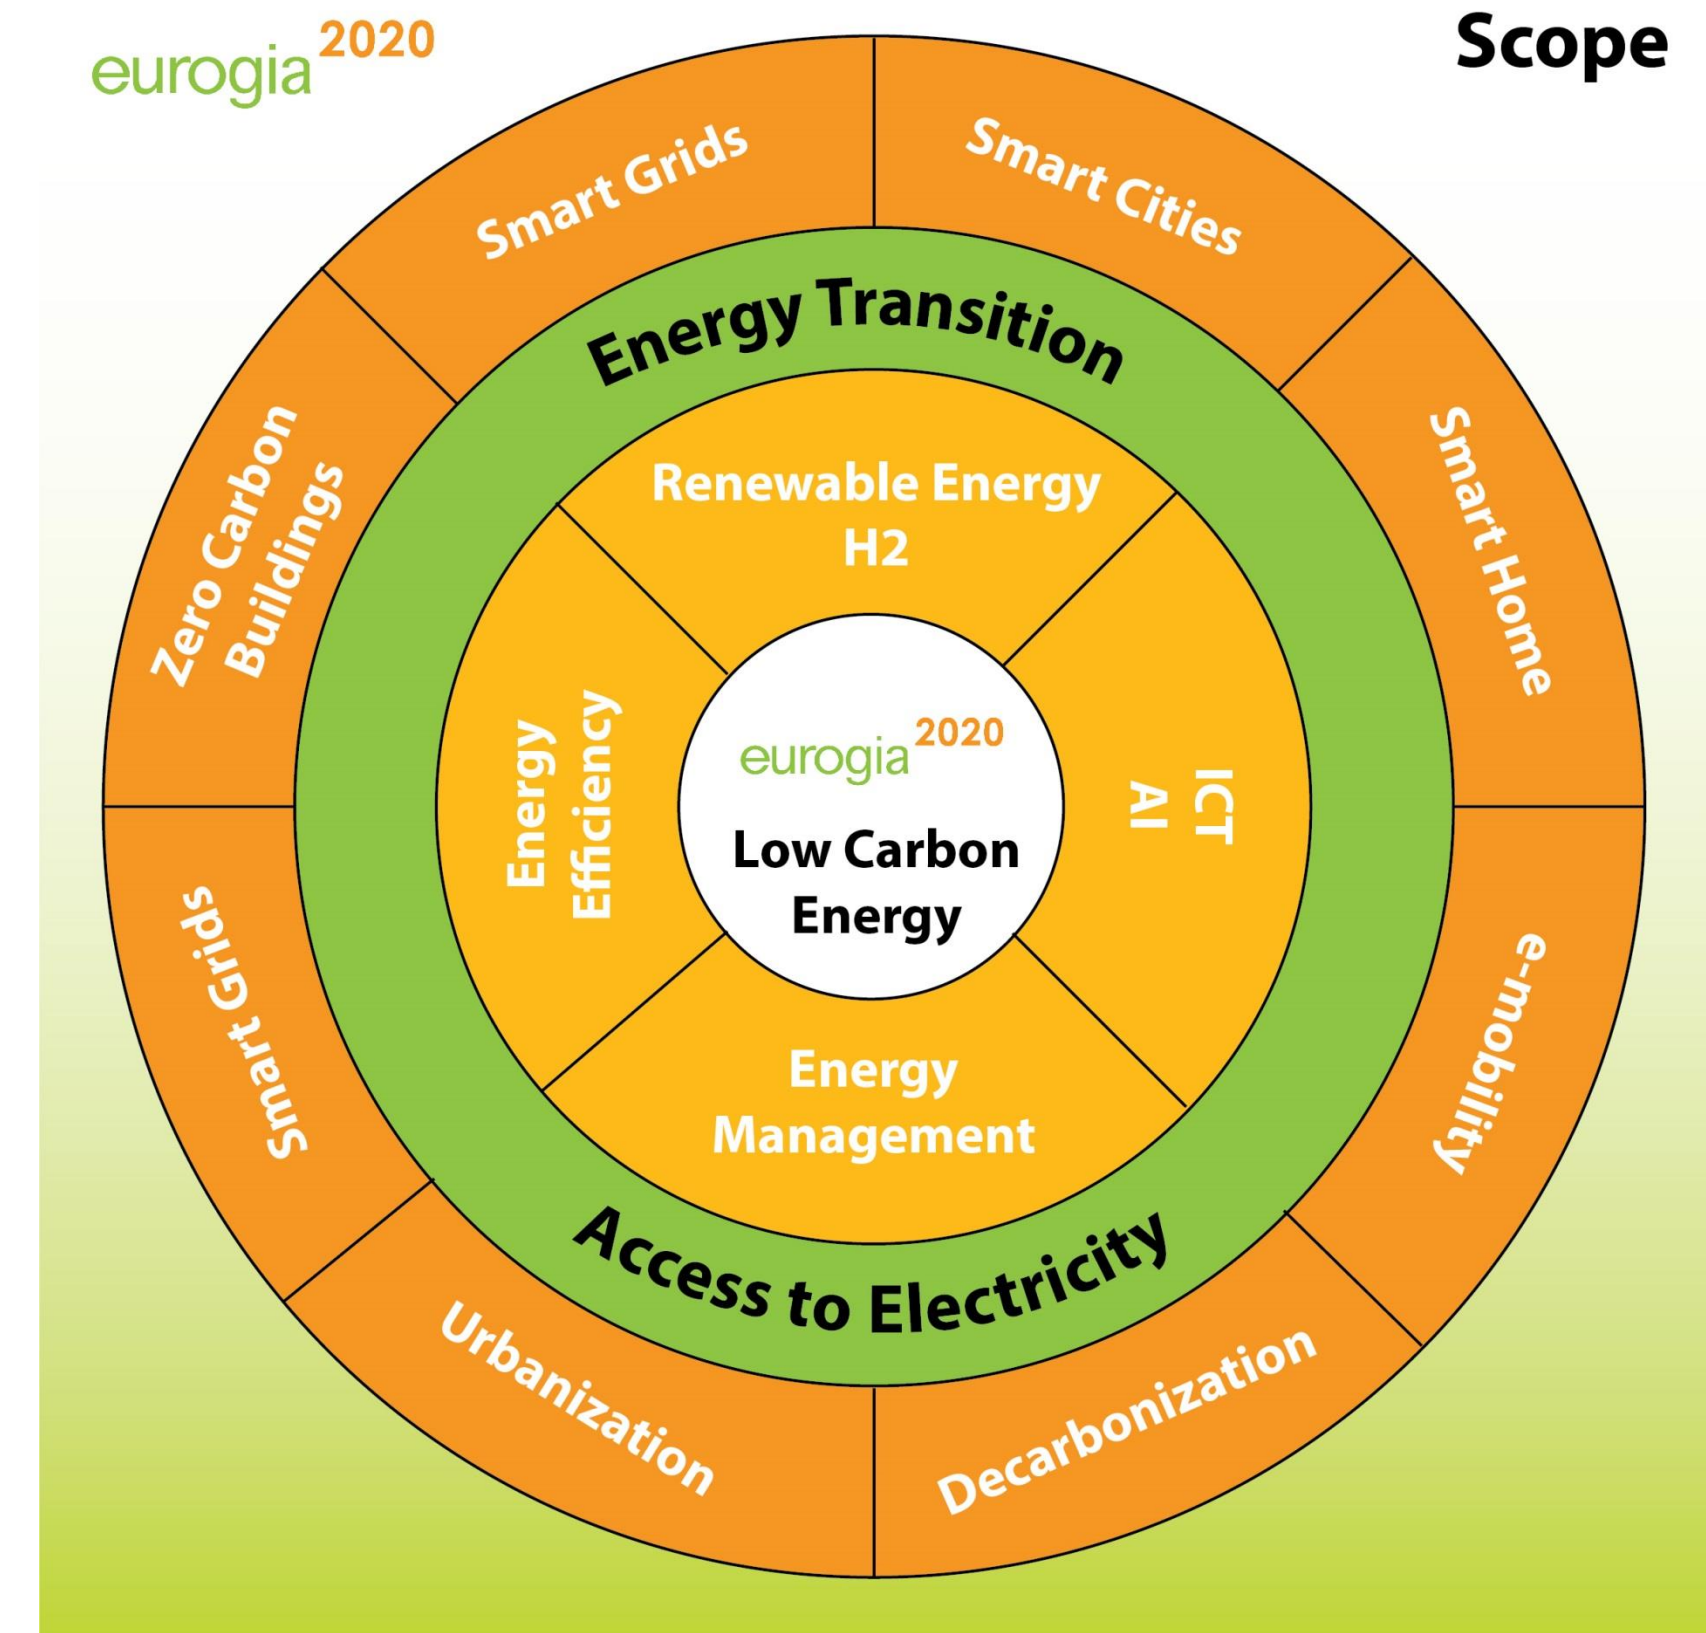 eurogia2020
Scope
Smart Grids
Smart Cities
Smart Home
e-mobility
Decarbonization
Urbanization
Smart Grids
Zero Carbon
Buildings
Energy Transition
Access to Electricity
Renewable Energy
H2
ICT
AI
Energy
Management
Energy
Efficiency
eurogia2020
Low Carbon
Energy